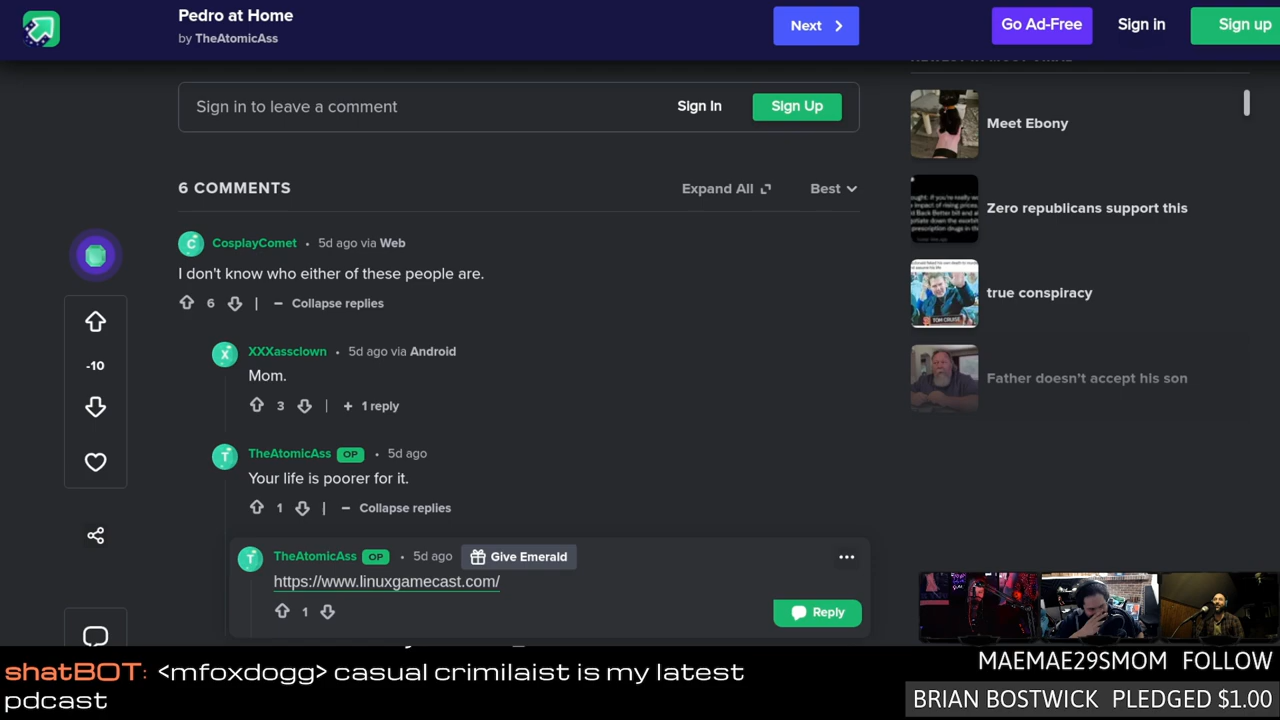 Pedro at Home
by TheAtomicAss
Next
Go Ad-Free
Sign in
Sign up
Sign in to leave a comment
Sign In
Sign Up
6 COMMENTS
Expand All
Best
CosplayComet • 5d ago via Web
I don't know who either of these people are.
6 | − Collapse replies
-10
XXXassclown • 5d ago via Android
Mom.
3 | + 1 reply
TheAtomicAss OP • 5d ago
Your life is poorer for it.
1 | − Collapse replies
TheAtomicAss OP • 5d ago Give Emerald
https://www.linuxgamecast.com/
1
Reply
Meet Ebony
Zero republicans support this
true conspiracy
TOM CRUISE
Father doesn't accept his son
shatBOT: <mfoxdogg> casual crimilaist is my latest
pdcast
MAEMAE29SMOM FOLLOW
BRIAN BOSTWICK PLEDGED $1.00